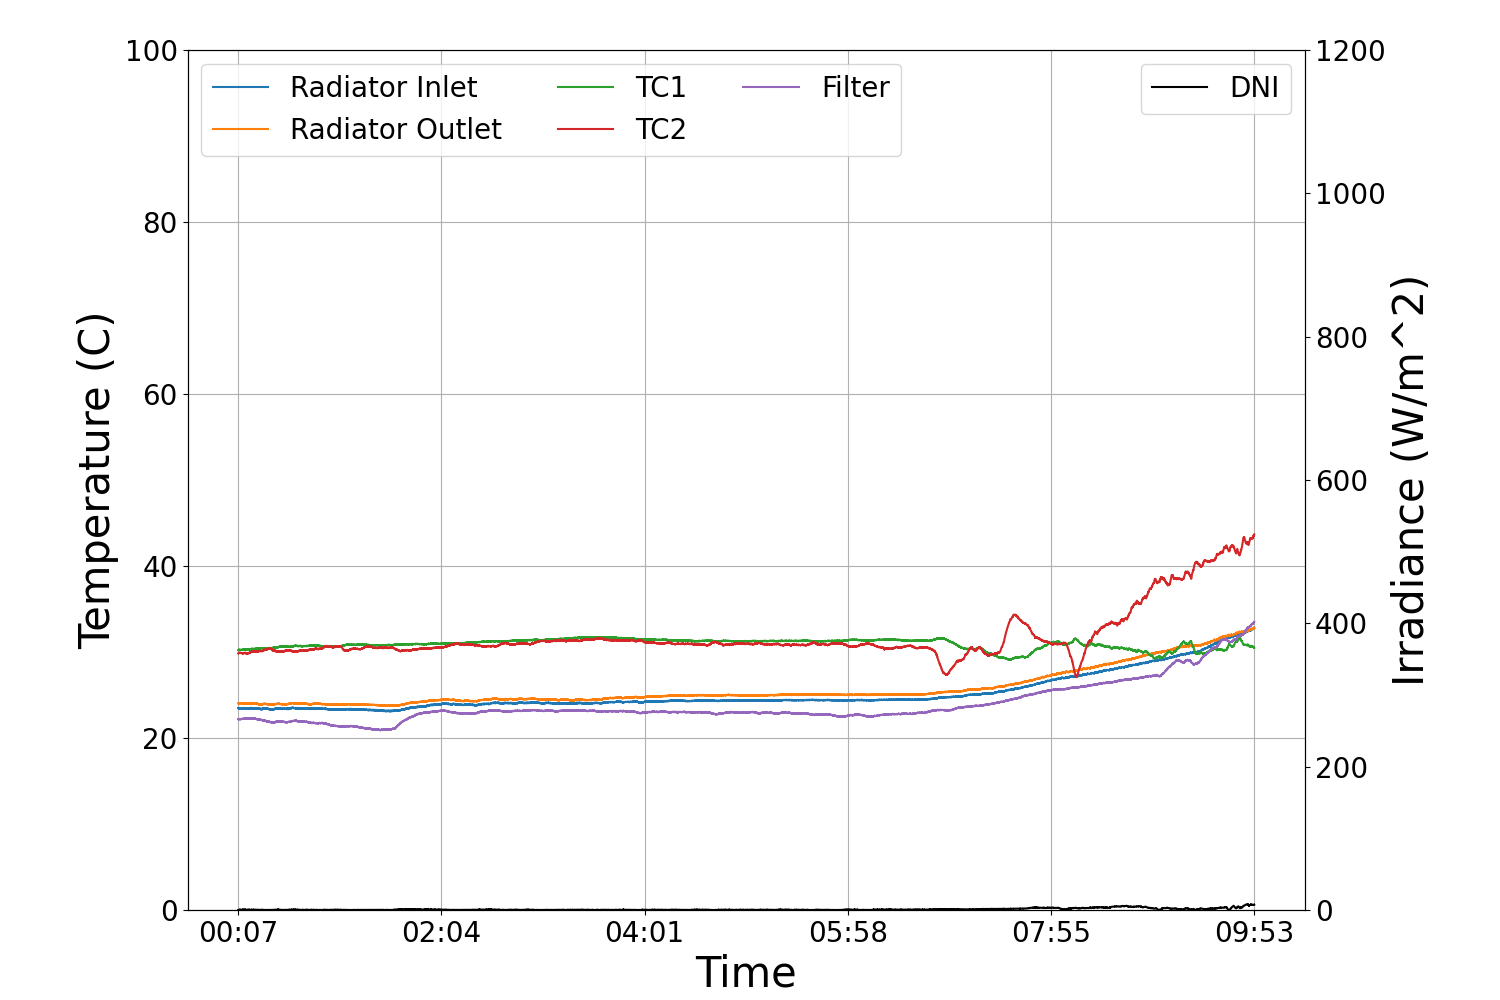 Radiator Inlet
Radiator Outlet
TC1
TC2
Filter
DNI
100
80
60
40
20
0
Temperature (C)
1200
1000
800
600
400
200
0
Irradiance (W/m^2)
00:07 02:04 04:01 05:58 07:55 09:53
Time